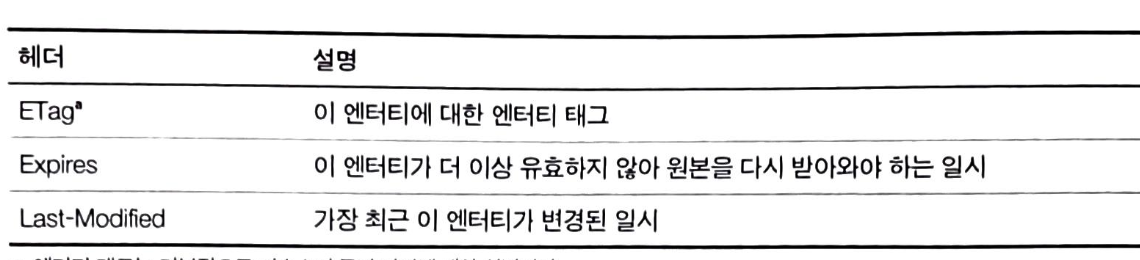 헤더 설명
ETagª 이 엔터티에 대한 엔터티 태그
Expires 이 엔터티가 더 이상 유효하지 않아 원본을 다시 받아와야 하는 일시
Last-Modified 가장 최근 이 엔터티가 변경된 일시